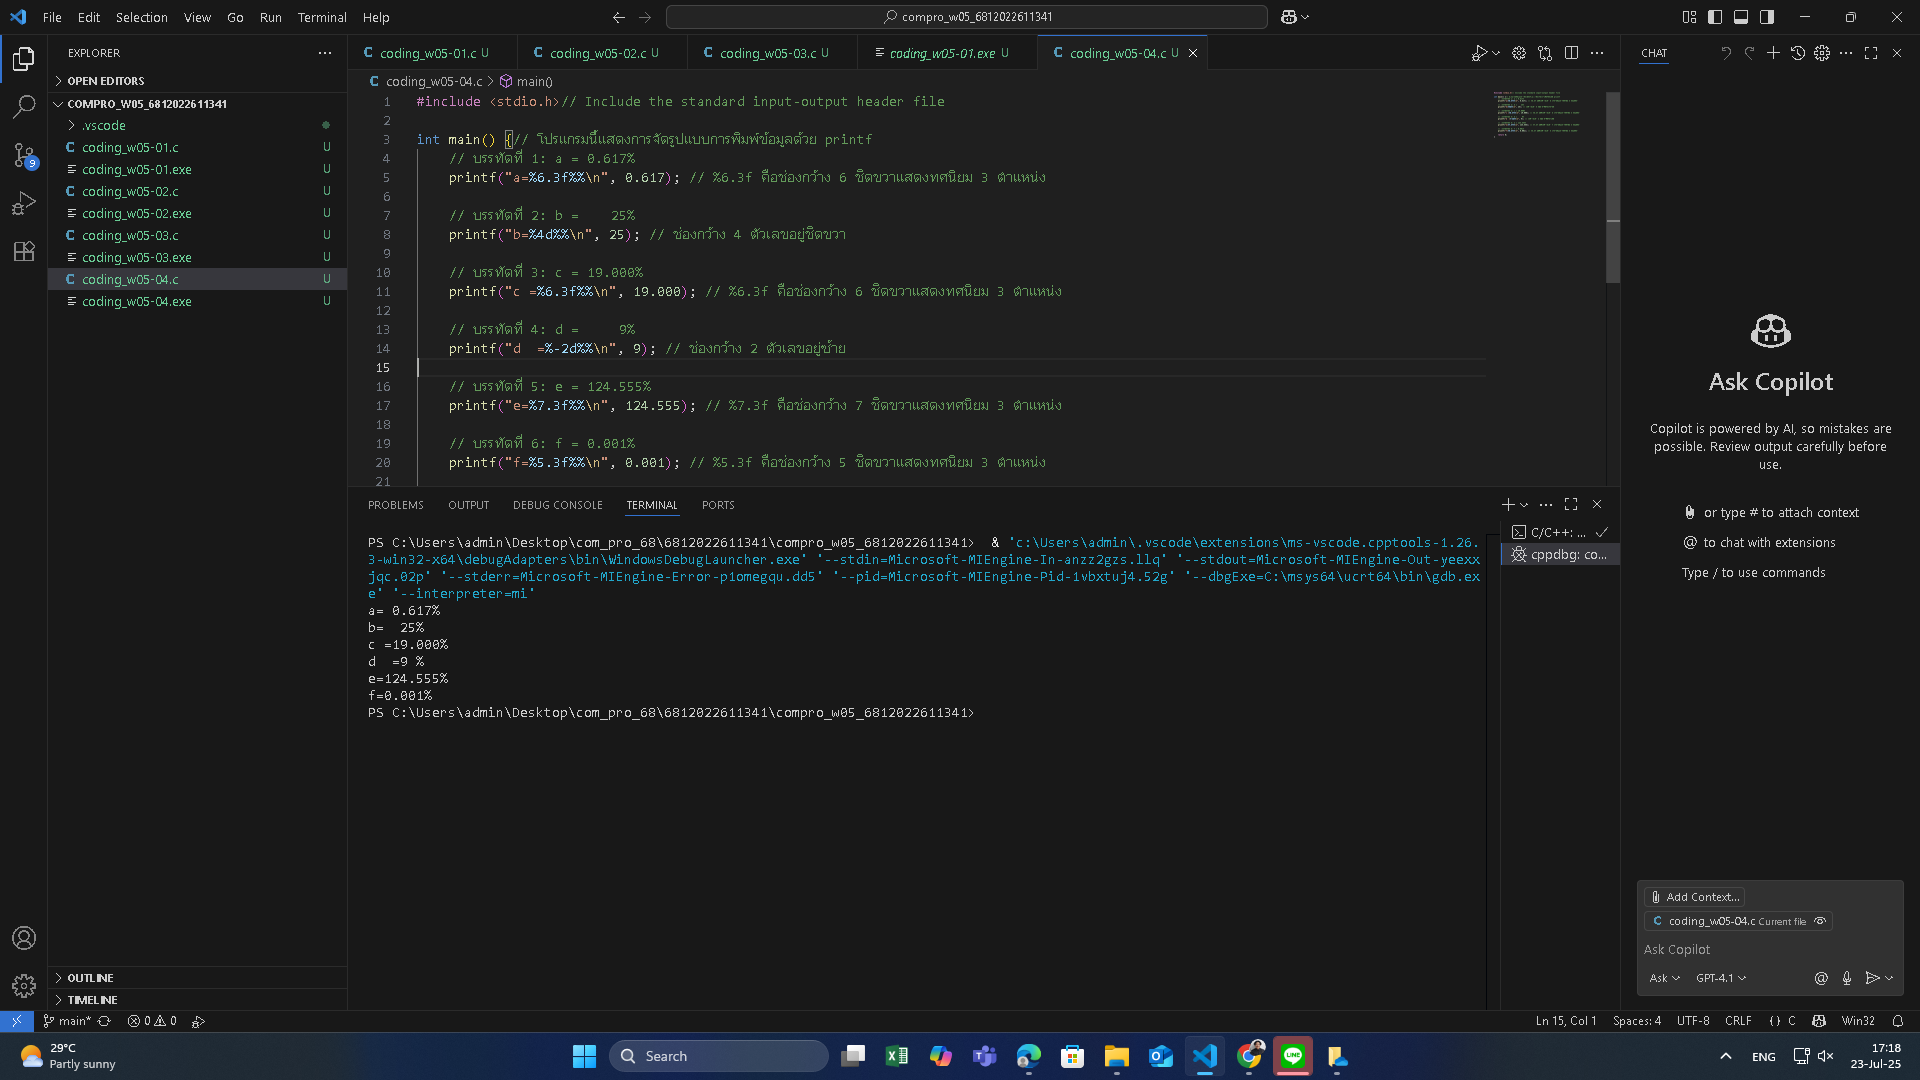 File Edit Selection View Go Run Terminal Help
compro_w05_6812022611341
EXPLORER
OPEN EDITORS
COMPRO_W05_6812022611341
.vscode
coding_w05-01.c U
coding_w05-01.exe U
coding_w05-02.c U
coding_w05-02.exe U
coding_w05-03.c U
coding_w05-03.exe U
coding_w05-04.c U
coding_w05-04.exe U
OUTLINE
TIMELINE
9
coding_w05-01.c U
coding_w05-02.c U
coding_w05-03.c U
coding_w05-01.exe U
coding_w05-04.c U
coding_w05-04.c > main()
1 #include <stdio.h>// Include the standard input-output header file
2
3 int main() {// โปรแกรมนี้แสดงการจัดรูปแบบการพิมพ์ข้อมูลด้วย printf
4 // บรรทัดที่ 1: a = 0.617%
5 printf("a=%6.3f%%\n", 0.617); // %6.3f คือช่องกว้าง 6 ชิดขวาแสดงทศนิยม 3 ตำแหน่ง
6
7 // บรรทัดที่ 2: b =    25%
8 printf("b=%4d%%\n", 25); // ช่องกว้าง 4 ตัวเลขอยู่ชิดขวา
9
10 // บรรทัดที่ 3: c = 19.000%
11 printf("c =%6.3f%%\n", 19.000); // %6.3f คือช่องกว้าง 6 ชิดขวาแสดงทศนิยม 3 ตำแหน่ง
12
13 // บรรทัดที่ 4: d =     9%
14 printf("d  =%-2d%%\n", 9); // ช่องกว้าง 2 ตัวเลขอยู่ซ้าย
15
16 // บรรทัดที่ 5: e = 124.555%
17 printf("e=%7.3f%%\n", 124.555); // %7.3f คือช่องกว้าง 7 ชิดขวาแสดงทศนิยม 3 ตำแหน่ง
18
19 // บรรทัดที่ 6: f = 0.001%
20 printf("f=%5.3f%%\n", 0.001); // %5.3f คือช่องกว้าง 5 ชิดขวาแสดงทศนิยม 3 ตำแหน่ง
21
PROBLEMS OUTPUT DEBUG CONSOLE TERMINAL PORTS
PS C:\Users\admin\Desktop\com_pro_68\6812022611341\compro_w05_6812022611341>  & 'c:\Users\admin\.vscode\extensions\ms-vscode.cpptools-1.26.
3-win32-x64\debugAdapters\bin\WindowsDebugLauncher.exe' '--stdin=Microsoft-MIEngine-In-anzz2gzs.llq' '--stdout=Microsoft-MIEngine-Out-yeexx
jqc.02p' '--stderr=Microsoft-MIEngine-Error-p1omegqu.dd5' '--pid=Microsoft-MIEngine-Pid-1vbxtuj4.52g' '--dbgExe=C:\msys64\ucrt64\bin\gdb.ex
e' '--interpreter=mi'
a= 0.617%
b=  25%
c =19.000%
d  =9 %
e=124.555%
f=0.001%
PS C:\Users\admin\Desktop\com_pro_68\6812022611341\compro_w05_6812022611341>
C/C++: ...
cppdbg: co...
CHAT
Ask Copilot
Copilot is powered by AI, so mistakes are
possible. Review output carefully before
use.
or type # to attach context
@ to chat with extensions
Type / to use commands
Add Context...
C coding_w05-04.c Current file
Ask Copilot
Ask GPT-4.1 @
main* 0 0
Ln 15, Col 1 Spaces: 4 UTF-8 CRLF {} C Win32
29°C
Partly sunny
Search
ENG
17:18
23-Jul-25